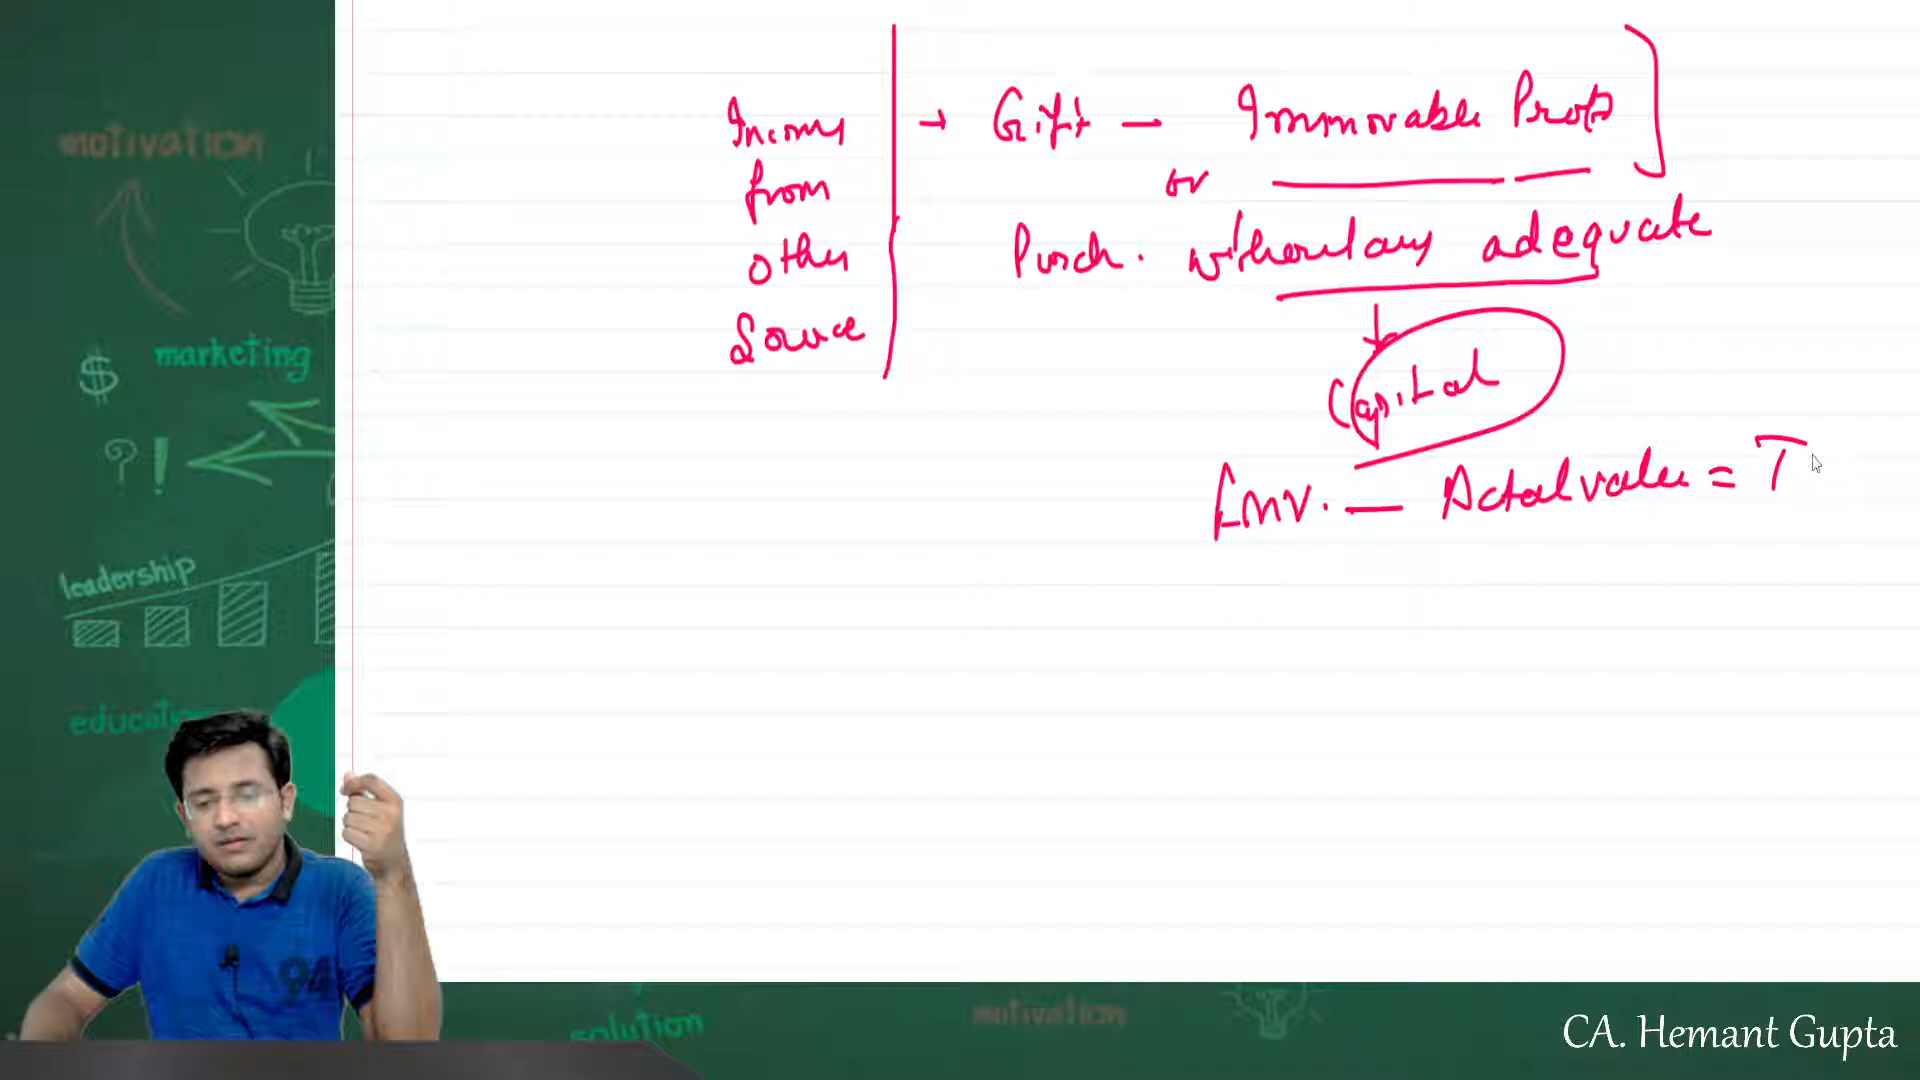 motivation
$ marketing
? !
leadership
education
Income → Gift — Immovable Prop
from or
other Purch. without any adequate
Source
Capital
FMV. — Actual value = T
94
solution
motivation
CA. Hemant Gupta